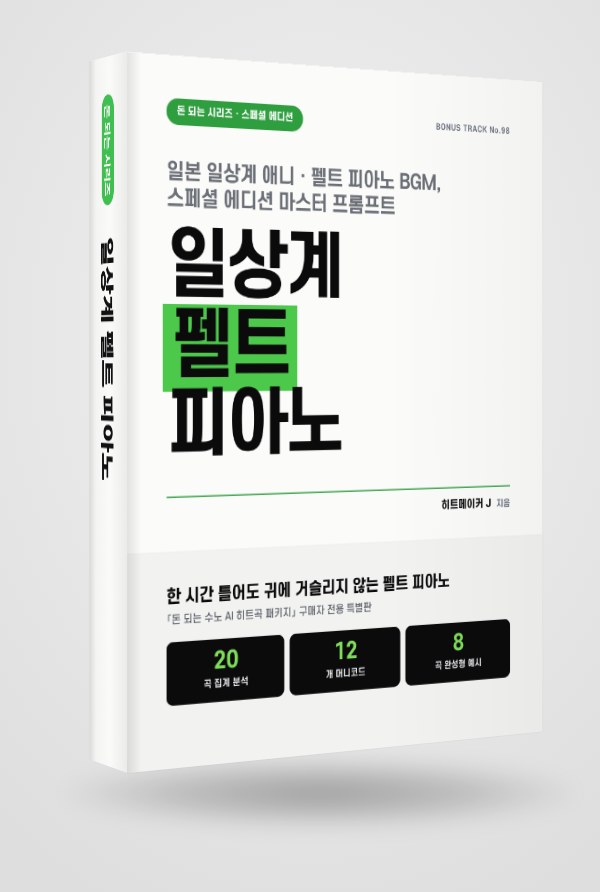 돈 되는 시리즈
일상계 펠트 피아노
돈 되는 시리즈 · 스페셜 에디션
BONUS TRACK No.98
일본 일상계 애니 · 펠트 피아노 BGM,
스페셜 에디션 마스터 프롬프트
일상계
펠트
피아노
히트메이커 J 지음
한 시간 틀어도 귀에 거슬리지 않는 펠트 피아노
『돈 되는 수노 AI 히트곡 패키지』 구매자 전용 특별판
20
곡 집계 분석
12
개 머니코드
8
곡 완성형 예시